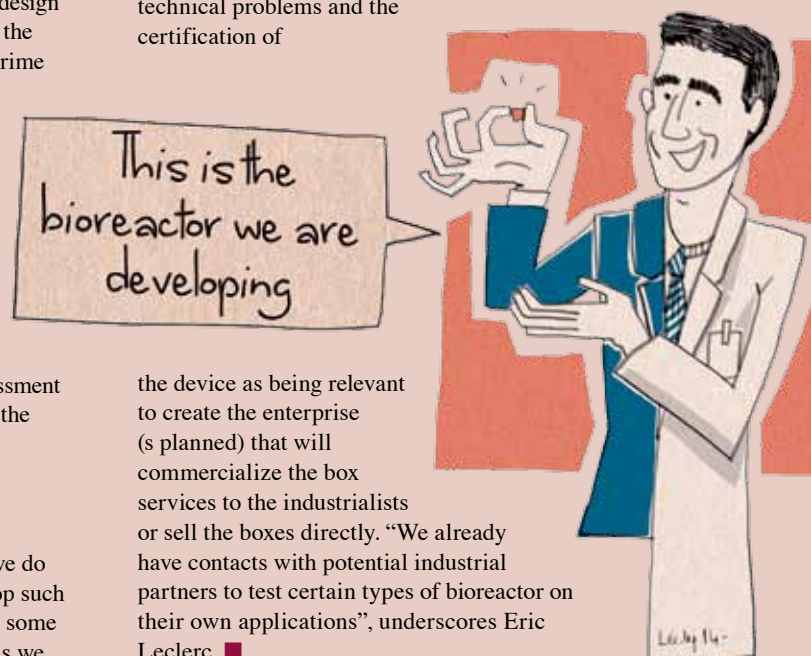 design
the
rime
ssment
the
ve do
op such
some
s we
technical problems and the
certification of
This is the
bioreactor we are
developing
the device as being relevant
to create the enterprise
(s planned) that will
commercialize the box
services to the industrialists
or sell the boxes directly. “We already
have contacts with potential industrial
partners to test certain types of bioreactor on
their own applications”, underscores Eric
Leclerc